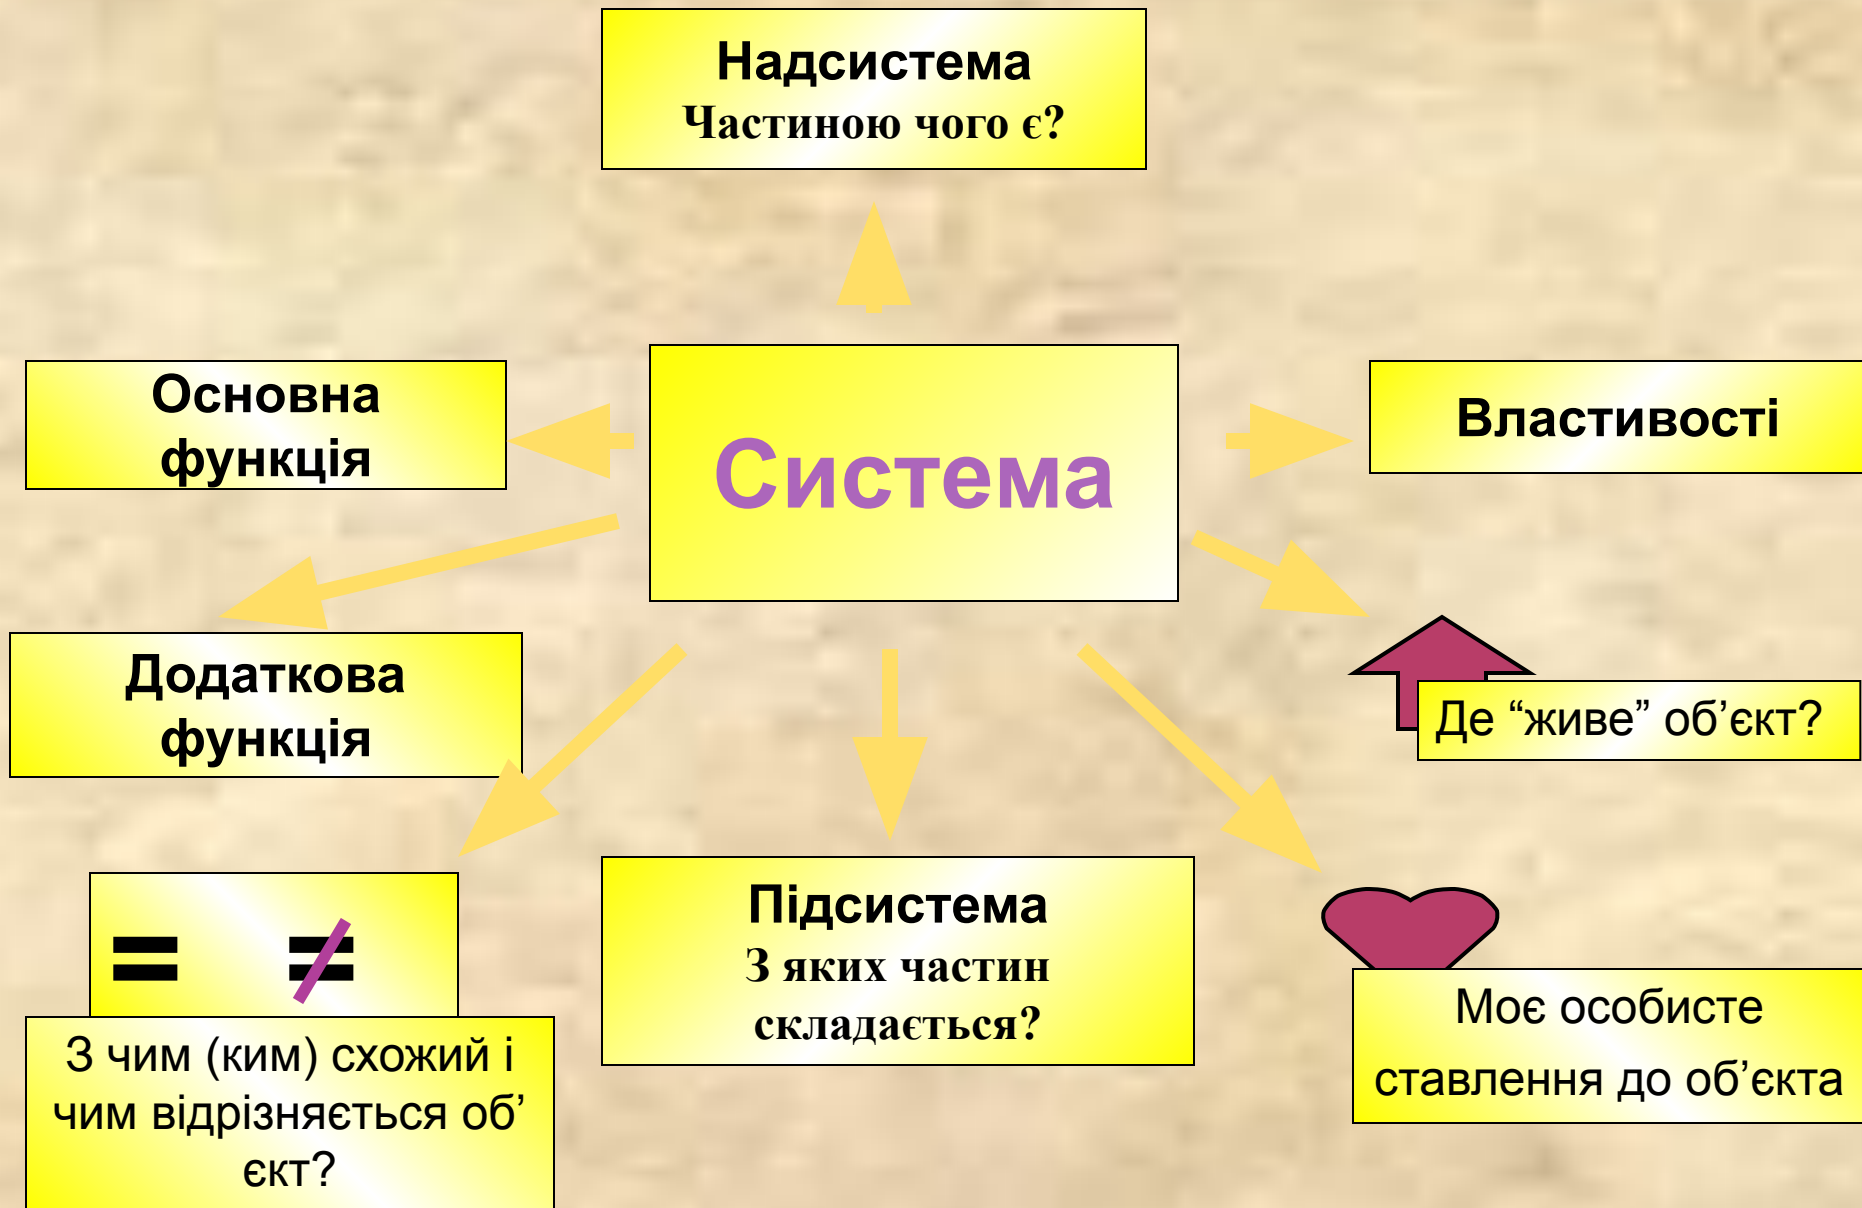 Надсистема
Частиною чого є?
Основна
функція
Система
Властивості
Додаткова
функція
Де “живе” об’єкт?
= ≠
З чим (ким) схожий і
чим відрізняється об’
єкт?
Підсистема
З яких частин
складається?
Моє особисте
ставлення до об’єкта